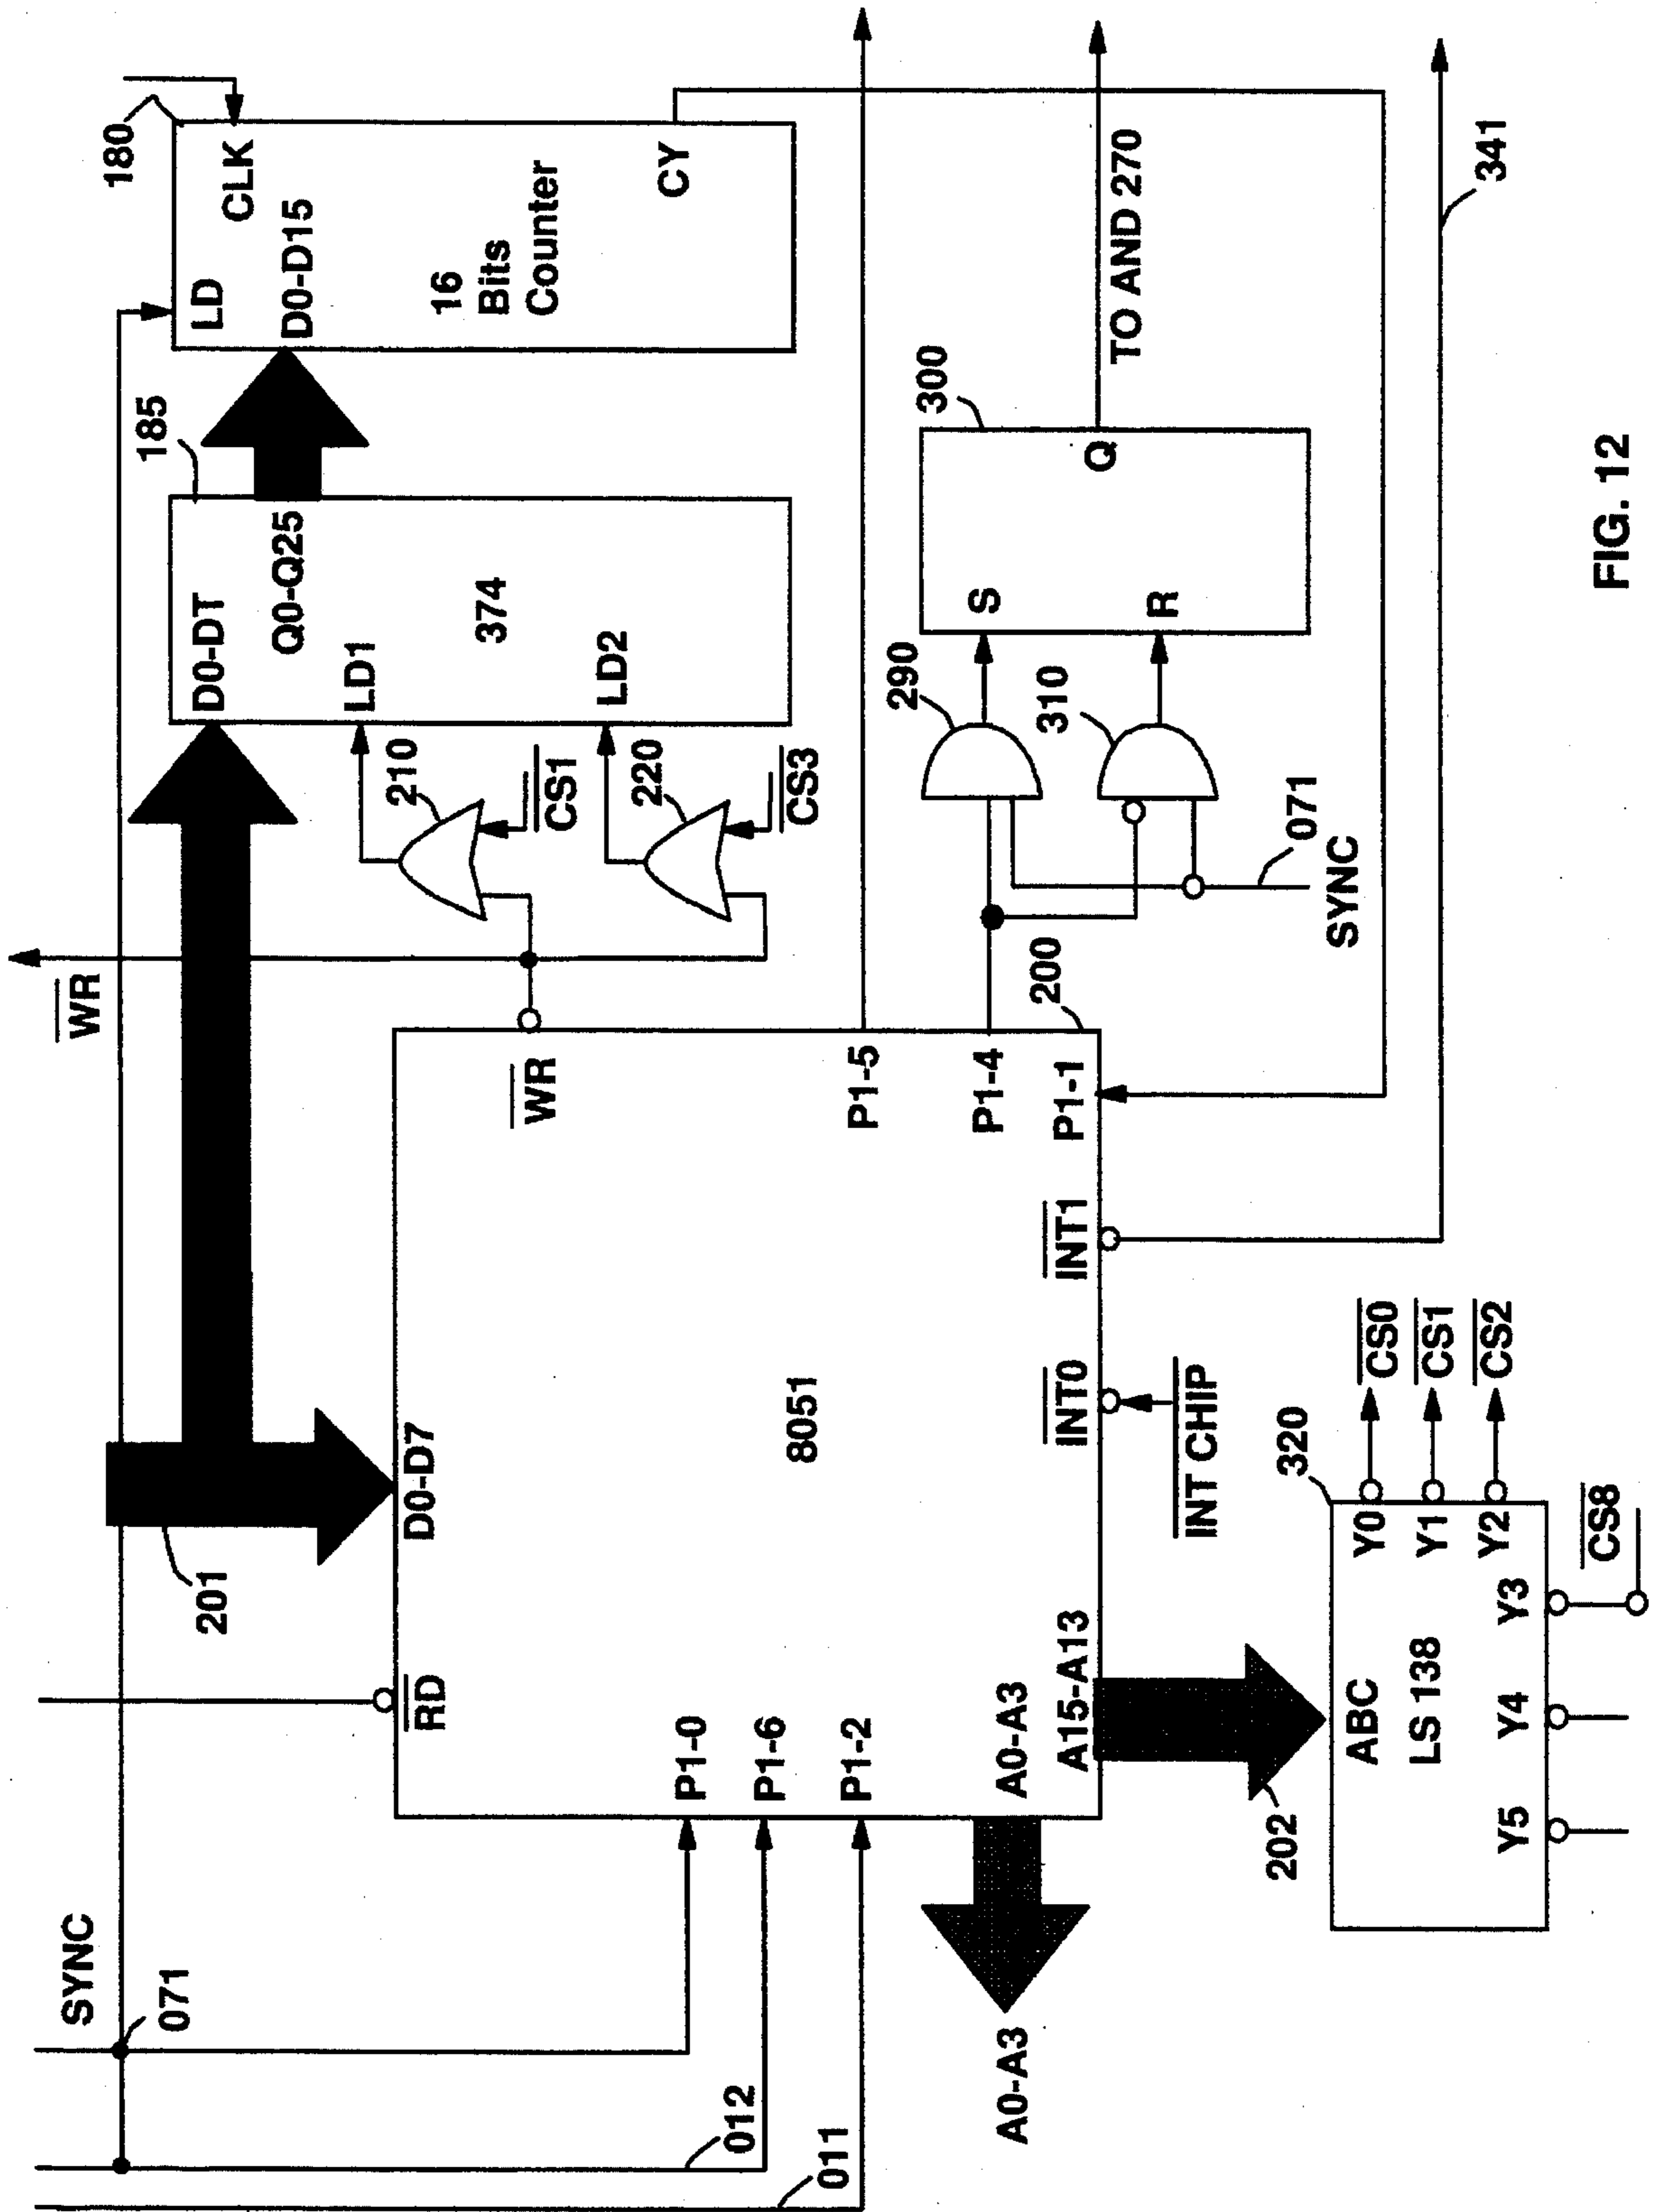 SYNC
071
012
011
201
RD
D0-D7
P1-0
P1-6
P1-2
8051
A0-A3
A0-A3
A15-A13
INT0
INT CHIP
INT1
WR
WR
P1-5
P1-4
P1-1
200
202
320
ABC
LS 138
Y0
Y1
Y2
Y3
Y4
Y5
CS0
CS1
CS2
CS8
210
CS1
220
CS3
185
D0-DT
Q0-Q25
LD1
374
LD2
180
LD
CLK
D0-D15
16
Bits
Counter
CY
290
310
SYNC
071
300
S
R
Q
TO AND 270
341
FIG. 12